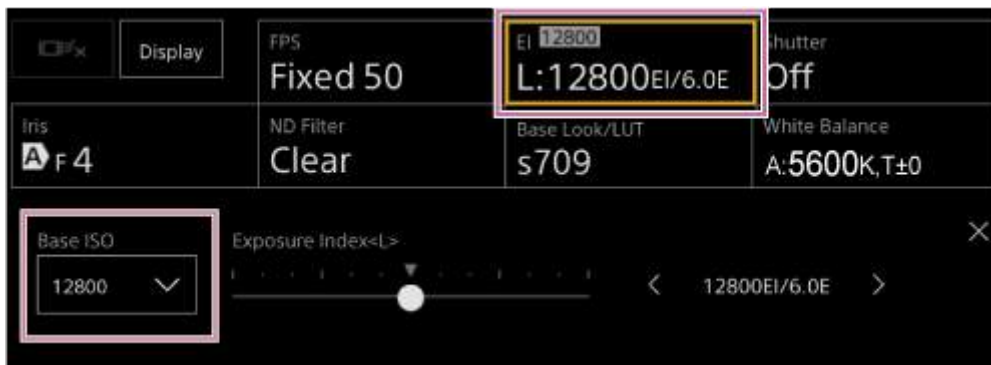 Display
FPS
Fixed 50
EI 12800
L:12800EI/6.0E
Shutter
Off
Iris
A F 4
ND Filter
Clear
Base Look/LUT
s709
White Balance
A:5600K,T±0
Base ISO
12800
Exposure Index<L>
12800EI/6.0E